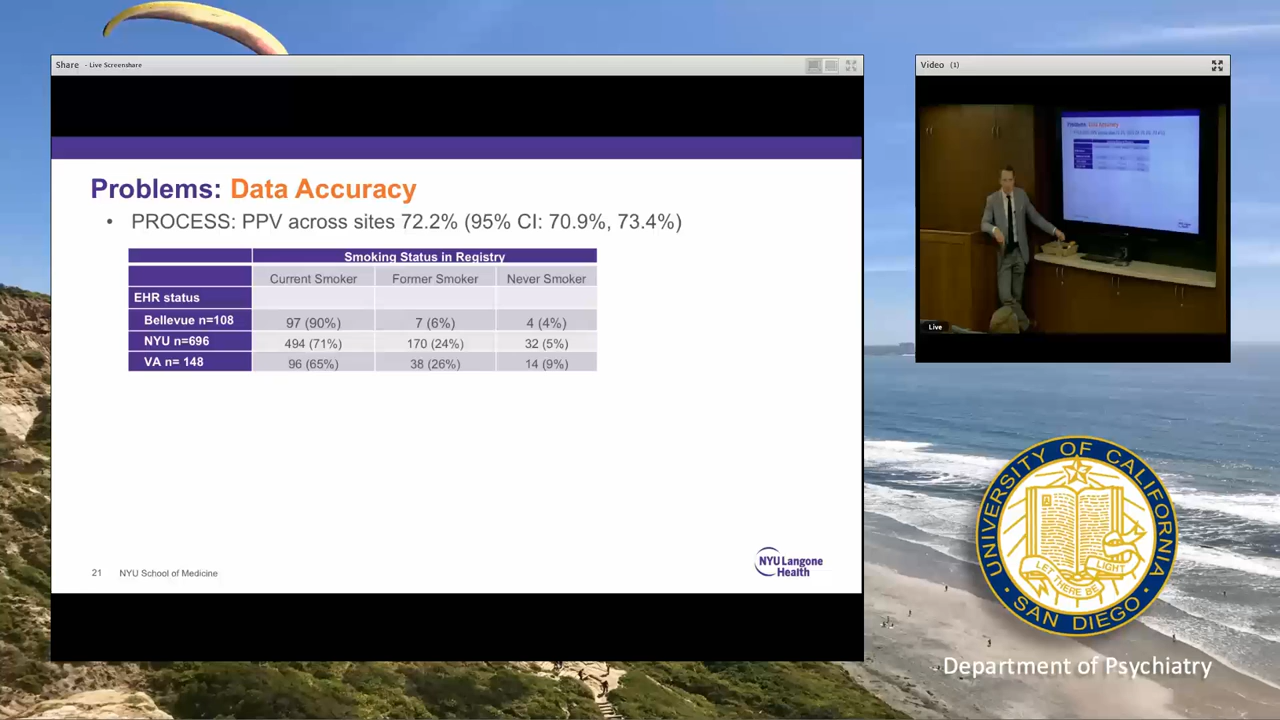 Share - Live Screenshare
Problems: Data Accuracy
• PROCESS: PPV across sites 72.2% (95% CI: 70.9%, 73.4%)
Smoking Status in Registry
Current Smoker Former Smoker Never Smoker
EHR status
Bellevue n=108 97 (90%) 7 (6%) 4 (4%)
NYU n=696 494 (71%) 170 (24%) 32 (5%)
VA n= 148 96 (65%) 38 (26%) 14 (9%)
21 NYU School of Medicine
NYU Langone
Health
Video (1)
Problems: Data Accuracy
Live
UNIVERSITY OF CALIFORNIA
LET THERE BE LIGHT
SAN DIEGO
Department of Psychiatry